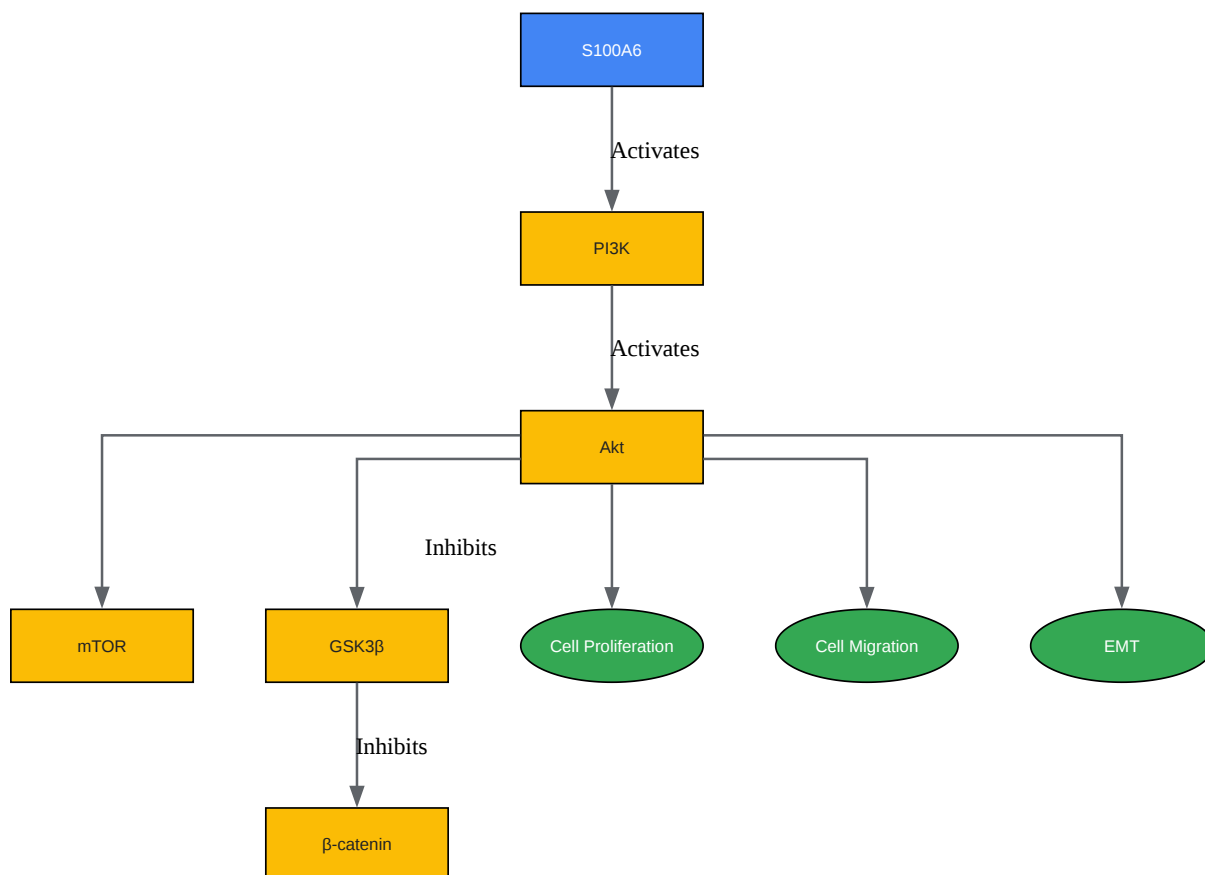 S100A6
Activates
PI3K
Activates
Akt
Inhibits
mTOR
GSK3β
Cell Proliferation
Cell Migration
EMT
Inhibits
β-catenin